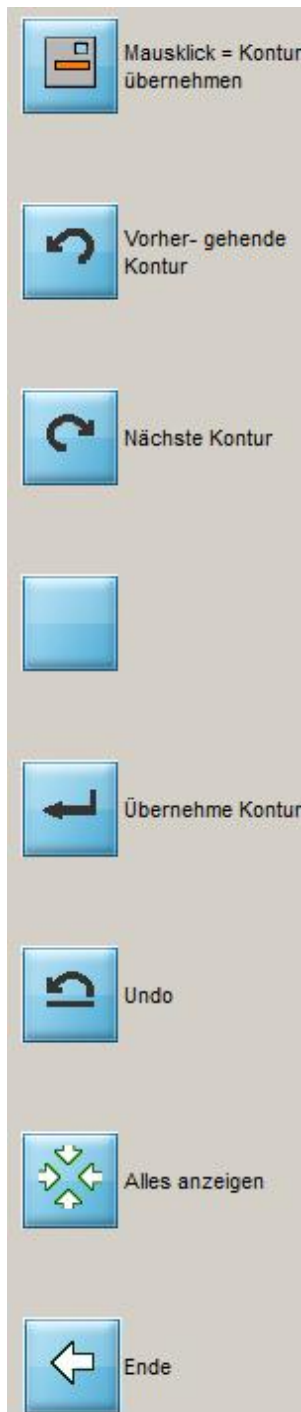 Mausklick = Kontur
übernehmen
Vorher- gehende
Kontur
Nächste Kontur
Übernehme Kontur
Undo
Alles anzeigen
Ende